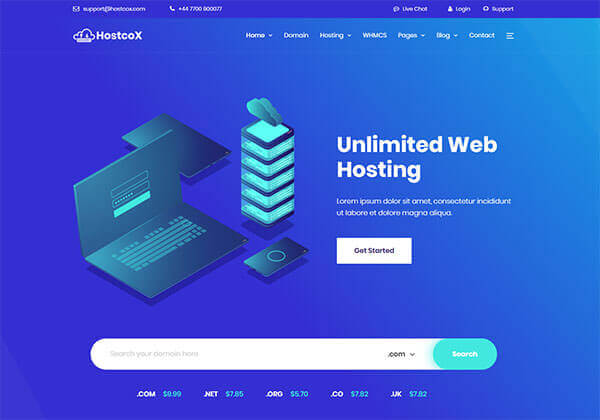 support@hostcox.com +44 7700 900077 Live Chat Login Support
HostcoX Home Domain Hosting WHMCS Pages Blog Contact
Unlimited Web
Hosting
Lorem ipsum dolor sit amet, consectetur incididunt
ut labore et dolore magna aliqua.
Get Started
Search your domain here .com Search
.COM $9.99 .NET $7.85 .ORG $5.70 .CO $7.82 .UK $7.82